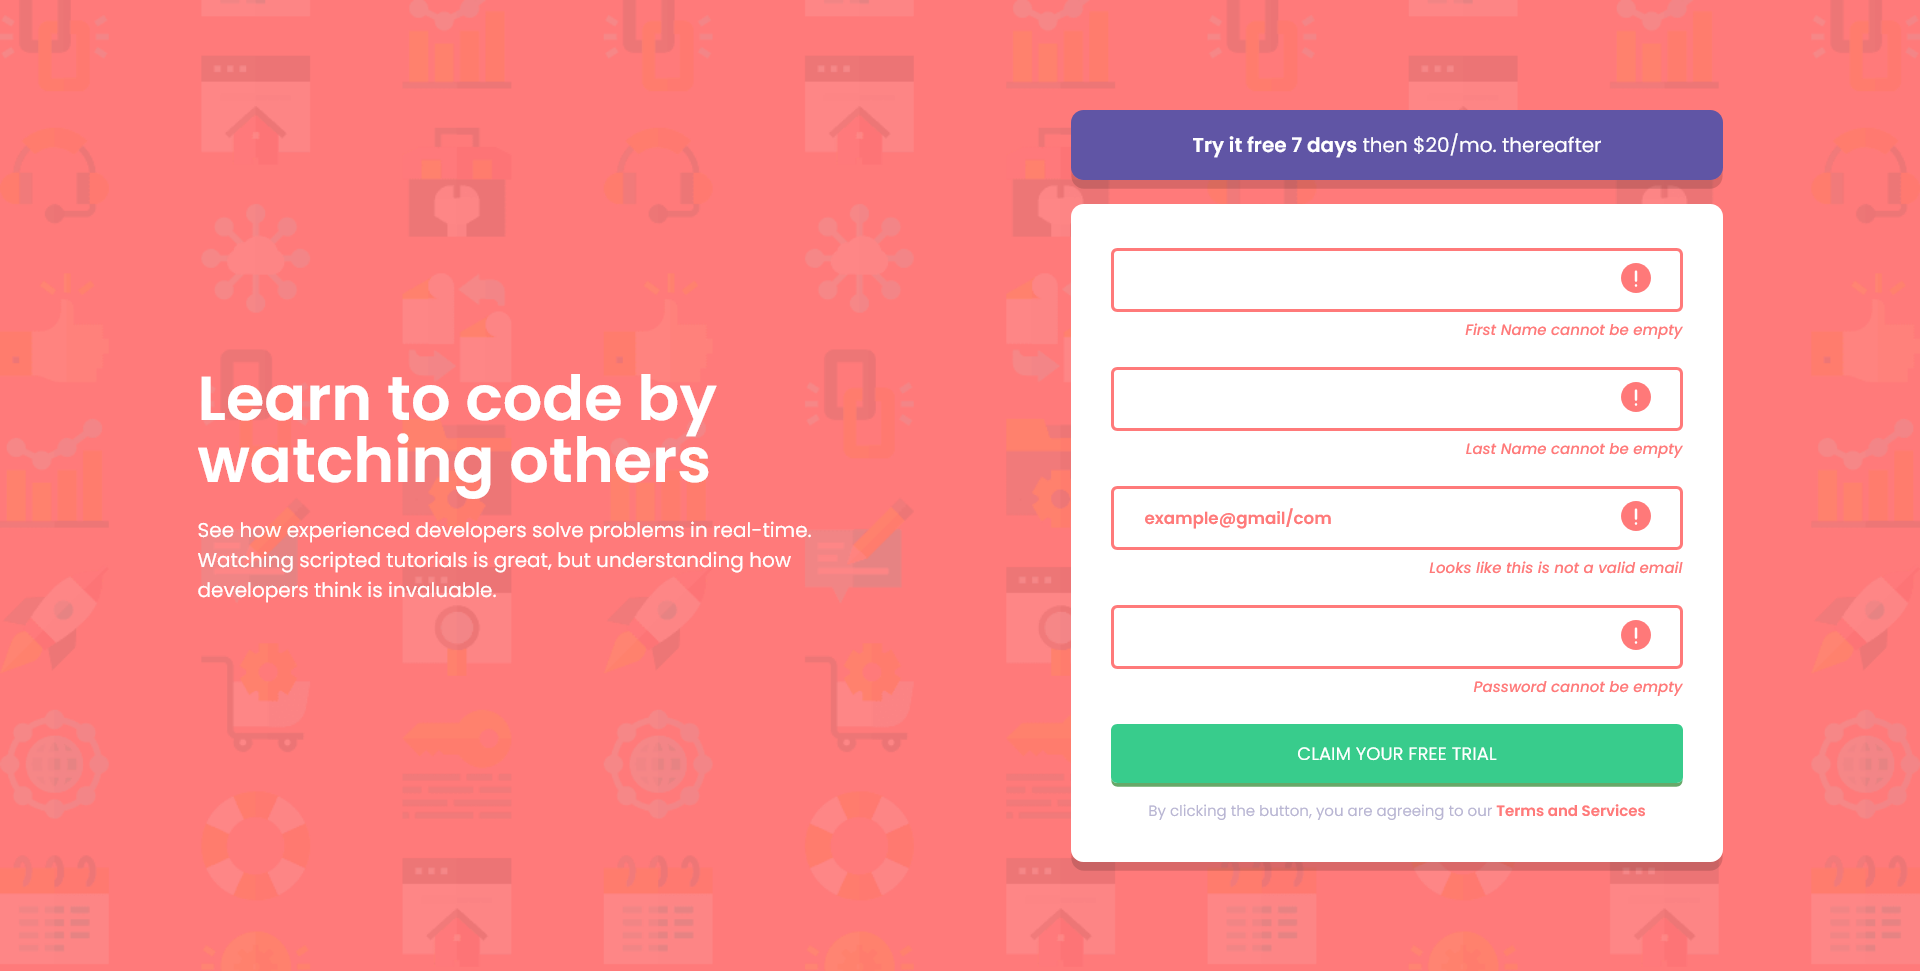 Learn to code by
watching others
See how experienced developers solve problems in real-time.
Watching scripted tutorials is great, but understanding how
developers think is invaluable.
Try it free 7 days then $20/mo. thereafter
First Name cannot be empty
Last Name cannot be empty
example@gmail/com
Looks like this is not a valid email
Password cannot be empty
CLAIM YOUR FREE TRIAL
By clicking the button, you are agreeing to our Terms and Services